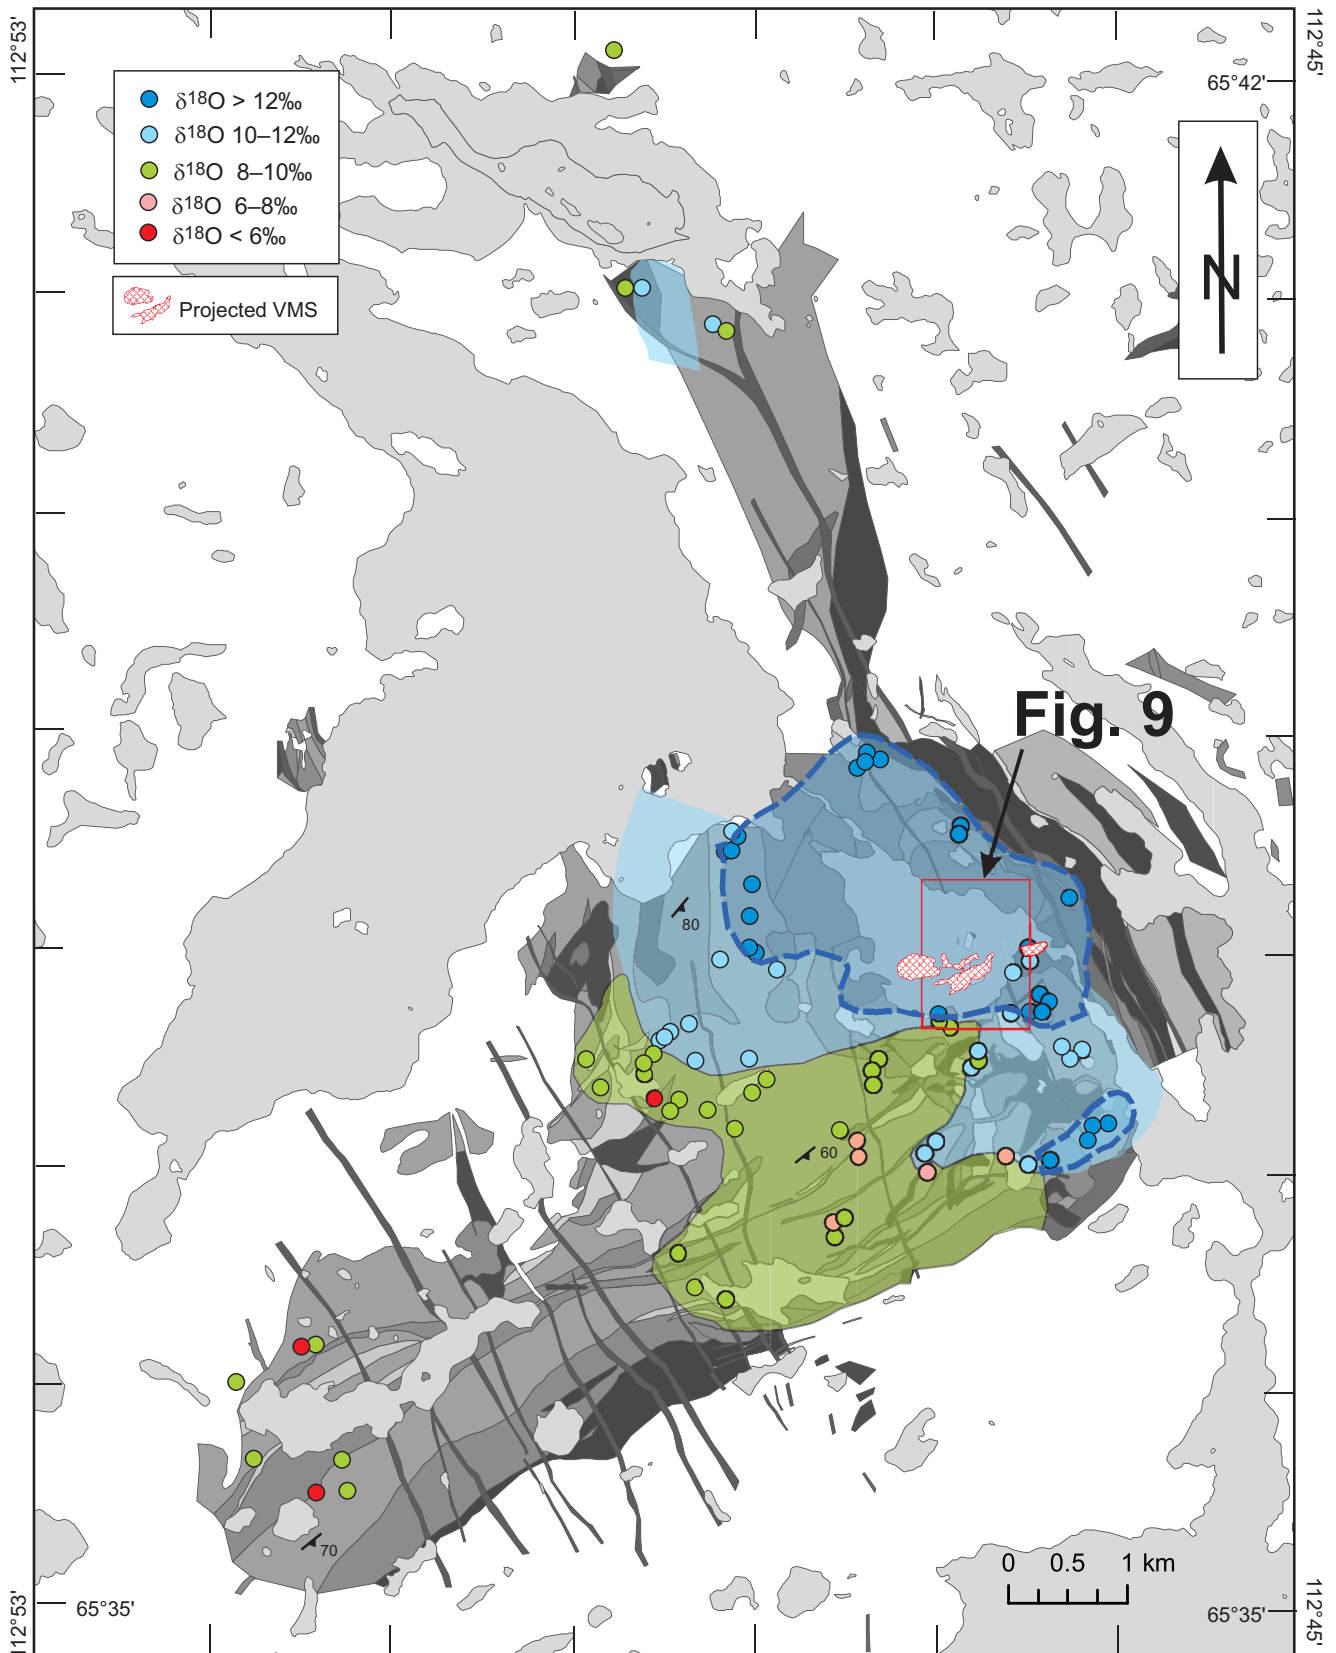 112°53'
112°45'
65°42'
δ18O > 12‰
δ18O 10–12‰
δ18O 8–10‰
δ18O 6–8‰
δ18O < 6‰
Projected VMS
N
Fig. 9
80
60
70
0 0.5 1 km
112°53'
65°35'
65°35'
112°45'